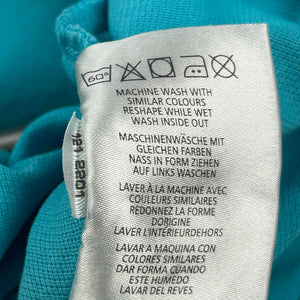 60°
MACHINE WASH WITH
SIMILAR COLOURS
RESHAPE WHILE WET
WASH INSIDE OUT
MASCHINENWÄSCHE MIT
GLEICHEN FARBEN
NASS IN FORM ZIEHEN
AUF LINKS WASCHEN
LAVER À LA MACHINE AVEC
COULEURS SIMILAIRES
REDONNEZ LA FORME
DORIGINE
LAVER L'INTÉRIEURDEHORS
LAVAR A MAQUINA CON
COLORES SIMILARES
DAR FORMA CUANDO
ESTE HUMEDO
LAVAR DEL REVES